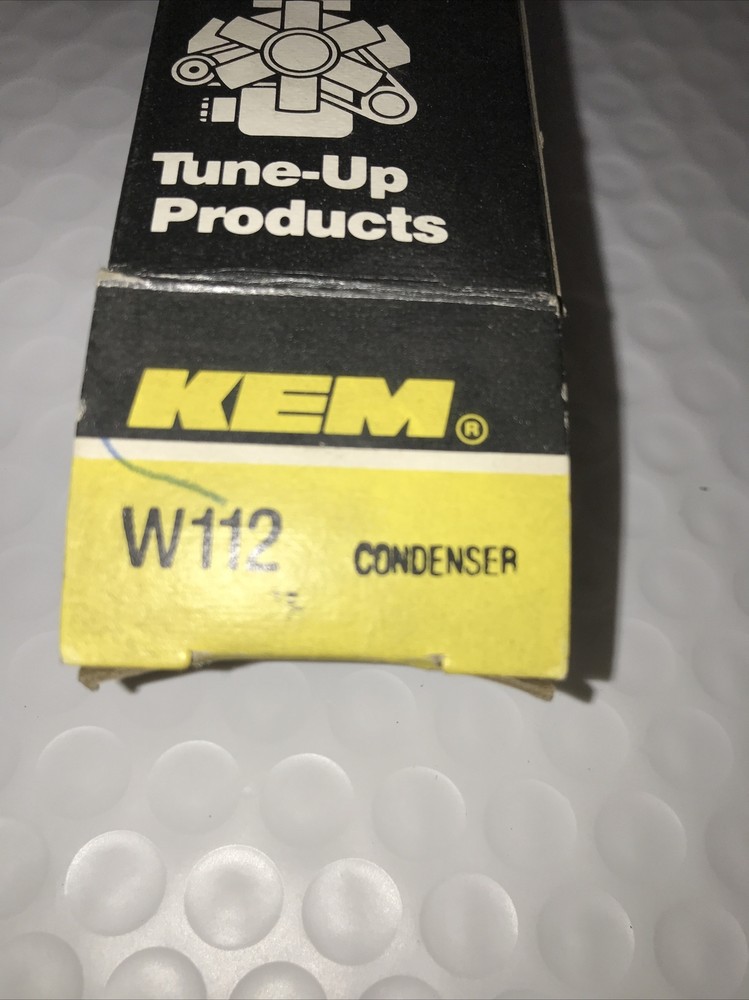 Tune-Up
Products
KEM®
W112 CONDENSER